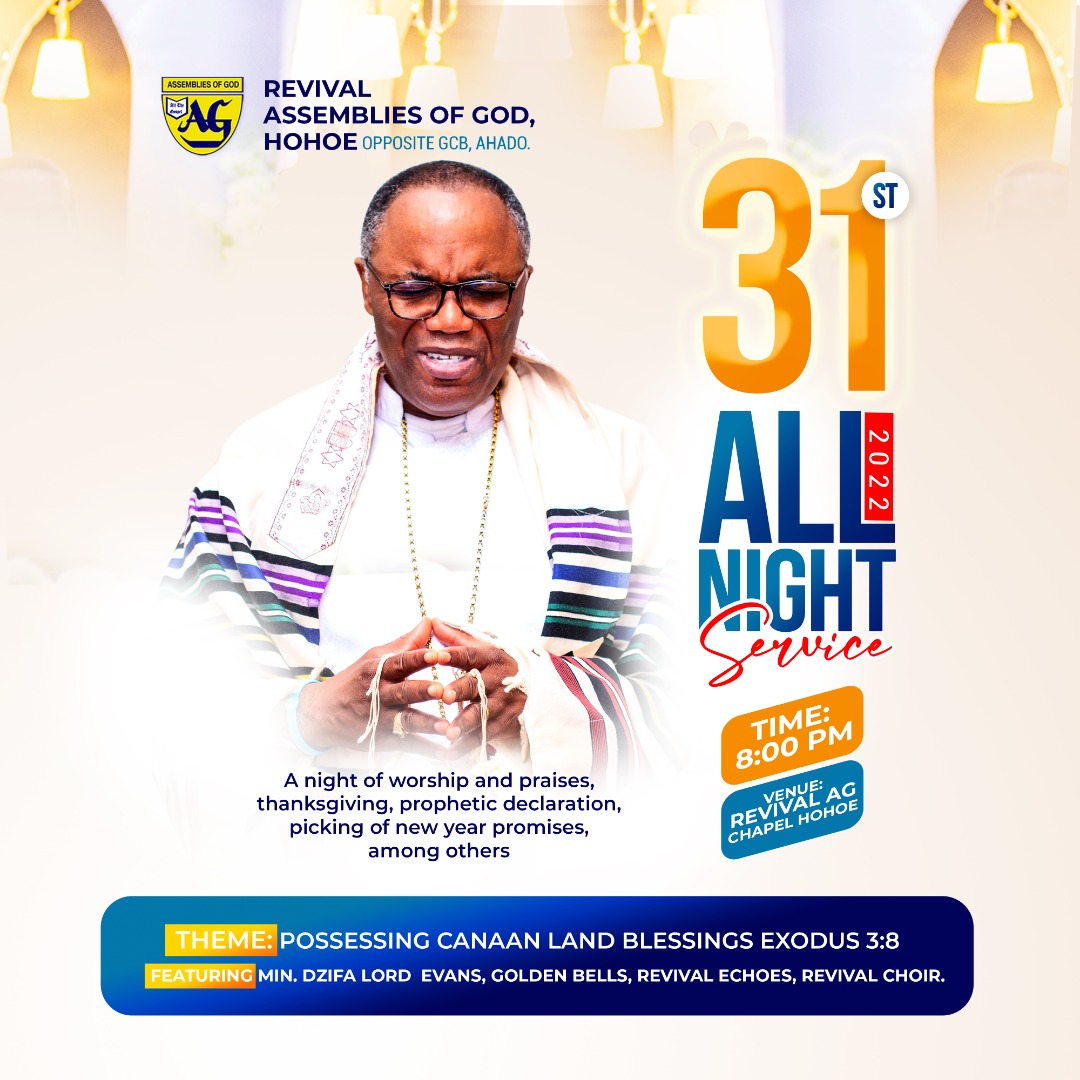 ASSEMBLIES OF GOD
All The
Gospel
AG
REVIVAL
ASSEMBLIES OF GOD,
HOHOE OPPOSITE GCB, AHADO.
31ST
ALL
2022
NIGHT
Service
TIME:
8:00 PM
VENUE:
REVIVAL AG
CHAPEL HOHOE
A night of worship and praises,
thanksgiving, prophetic declaration,
picking of new year promises,
among others
THEME: POSSESSING CANAAN LAND BLESSINGS EXODUS 3:8
FEATURING MIN. DZIFA LORD EVANS, GOLDEN BELLS, REVIVAL ECHOES, REVIVAL CHOIR.